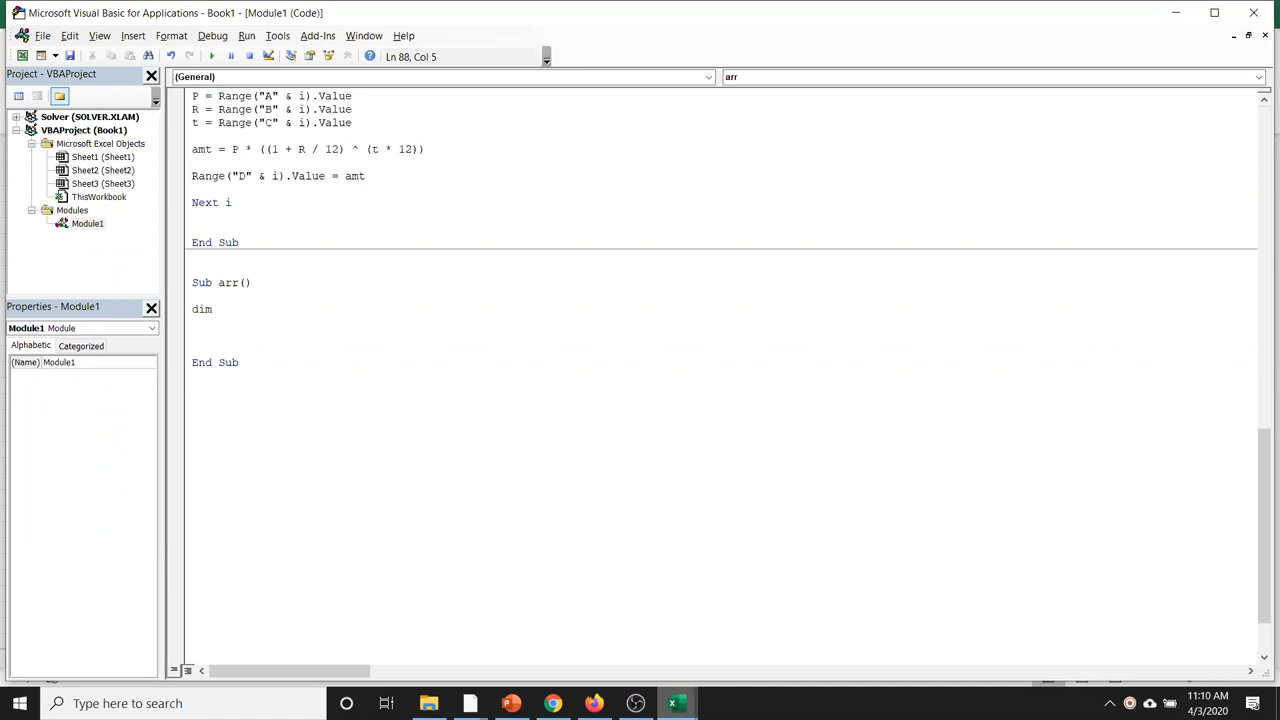 Microsoft Visual Basic for Applications - Book1 - [Module1 (Code)]
File Edit View Insert Format Debug Run Tools Add-Ins Window Help
Ln 88, Col 5
Project - VBAProject
(General)
arr
Solver (SOLVER.XLAM)
VBAProject (Book1)
Microsoft Excel Objects
Sheet1 (Sheet1)
Sheet2 (Sheet2)
Sheet3 (Sheet3)
ThisWorkbook
Modules
Module1
Properties - Module1
Module1 Module
Alphabetic Categorized
(Name) Module1
P = Range("A" & i).Value
R = Range("B" & i).Value
t = Range("C" & i).Value
amt = P * ((1 + R / 12) ^ (t * 12))
Range("D" & i).Value = amt
Next i
End Sub
Sub arr()
dim
End Sub
Type here to search
11:10 AM
4/3/2020